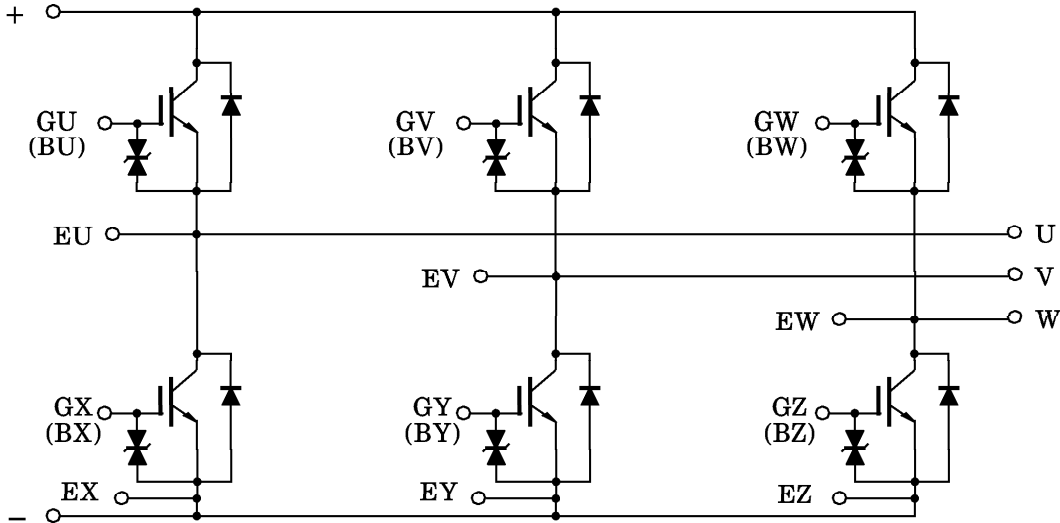 +
GU
(BU)
GV
(BV)
GW
(BW)
EU
U
EV
V
EW
W
GX
(BX)
GY
(BY)
GZ
(BZ)
EX
EY
EZ
−